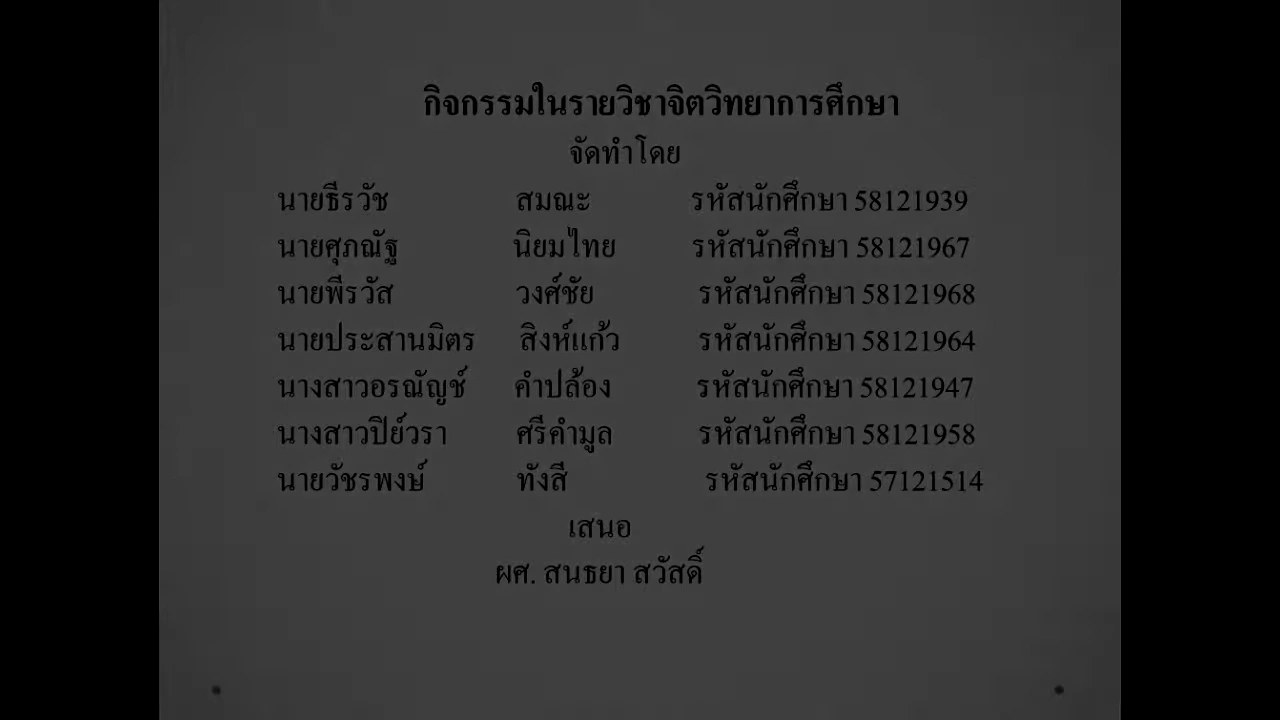 กิจกรรมในรายวิชาจิตวิทยาการศึกษา
จัดทำโดย
นายธีรวัช สมณะ รหัสนักศึกษา 58121939
นายศุภณัฐ นิยมไทย รหัสนักศึกษา 58121967
นายพีรวัส วงศ์ชัย รหัสนักศึกษา 58121968
นายประสานมิตร สิงห์แก้ว รหัสนักศึกษา 58121964
นางสาวอรณัญช์ คำปล้อง รหัสนักศึกษา 58121947
นางสาวปิย์วรา ศรีคำมูล รหัสนักศึกษา 58121958
นายวัชรพงษ์ ทังสี รหัสนักศึกษา 57121514
เสนอ
ผศ. สนธยา สวัสดิ์